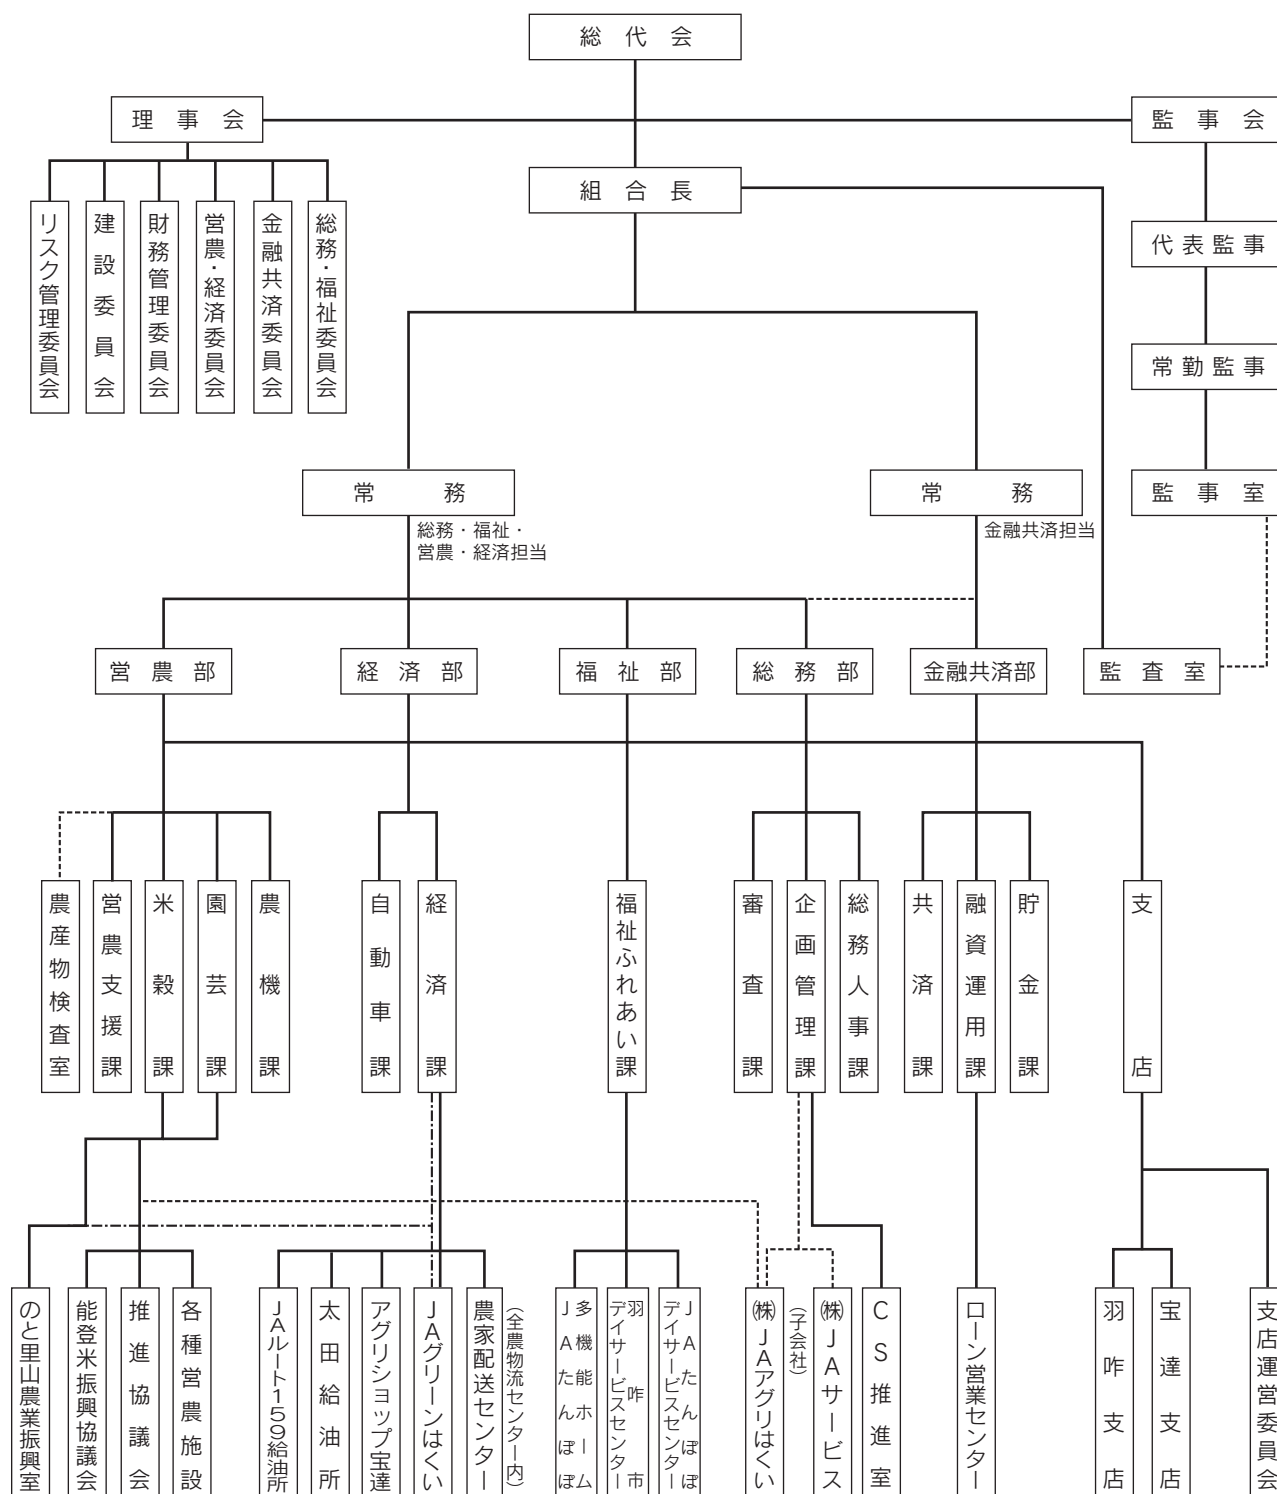 総代会
理事会
監事会
組合長
リスク管理委員会
建設委員会
財務管理委員会
営農・経済委員会
金融共済委員会
総務・福祉委員会
代表監事
常勤監事
監事室
常務
総務・福祉・
営農・経済担当
常務
金融共済担当
営農部
経済部
福祉部
総務部
金融共済部
監査室
農産物検査室
営農支援課
米穀課
園芸課
農機課
自動車課
経済課
福祉ふれあい課
審査課
企画管理課
総務人事課
共済課
融資運用課
貯金課
支店
のと里山農業振興室
能登米振興協議会
推進協議会
各種営農施設
JAルート159給油所
太田給油所
アグリショップ宝達
JAグリーンはくい
農家配送センター
（全農物流センター内）
多機能ホーム
JAたんぽぽ
羽咋市
デイサービスセンター
JAたんぽぽ
デイサービスセンター
㈱JAアグリはくい
（子会社）
㈱JAサービス
CS推進室
ローン営業センター
羽咋支店
宝達支店
支店運営委員会